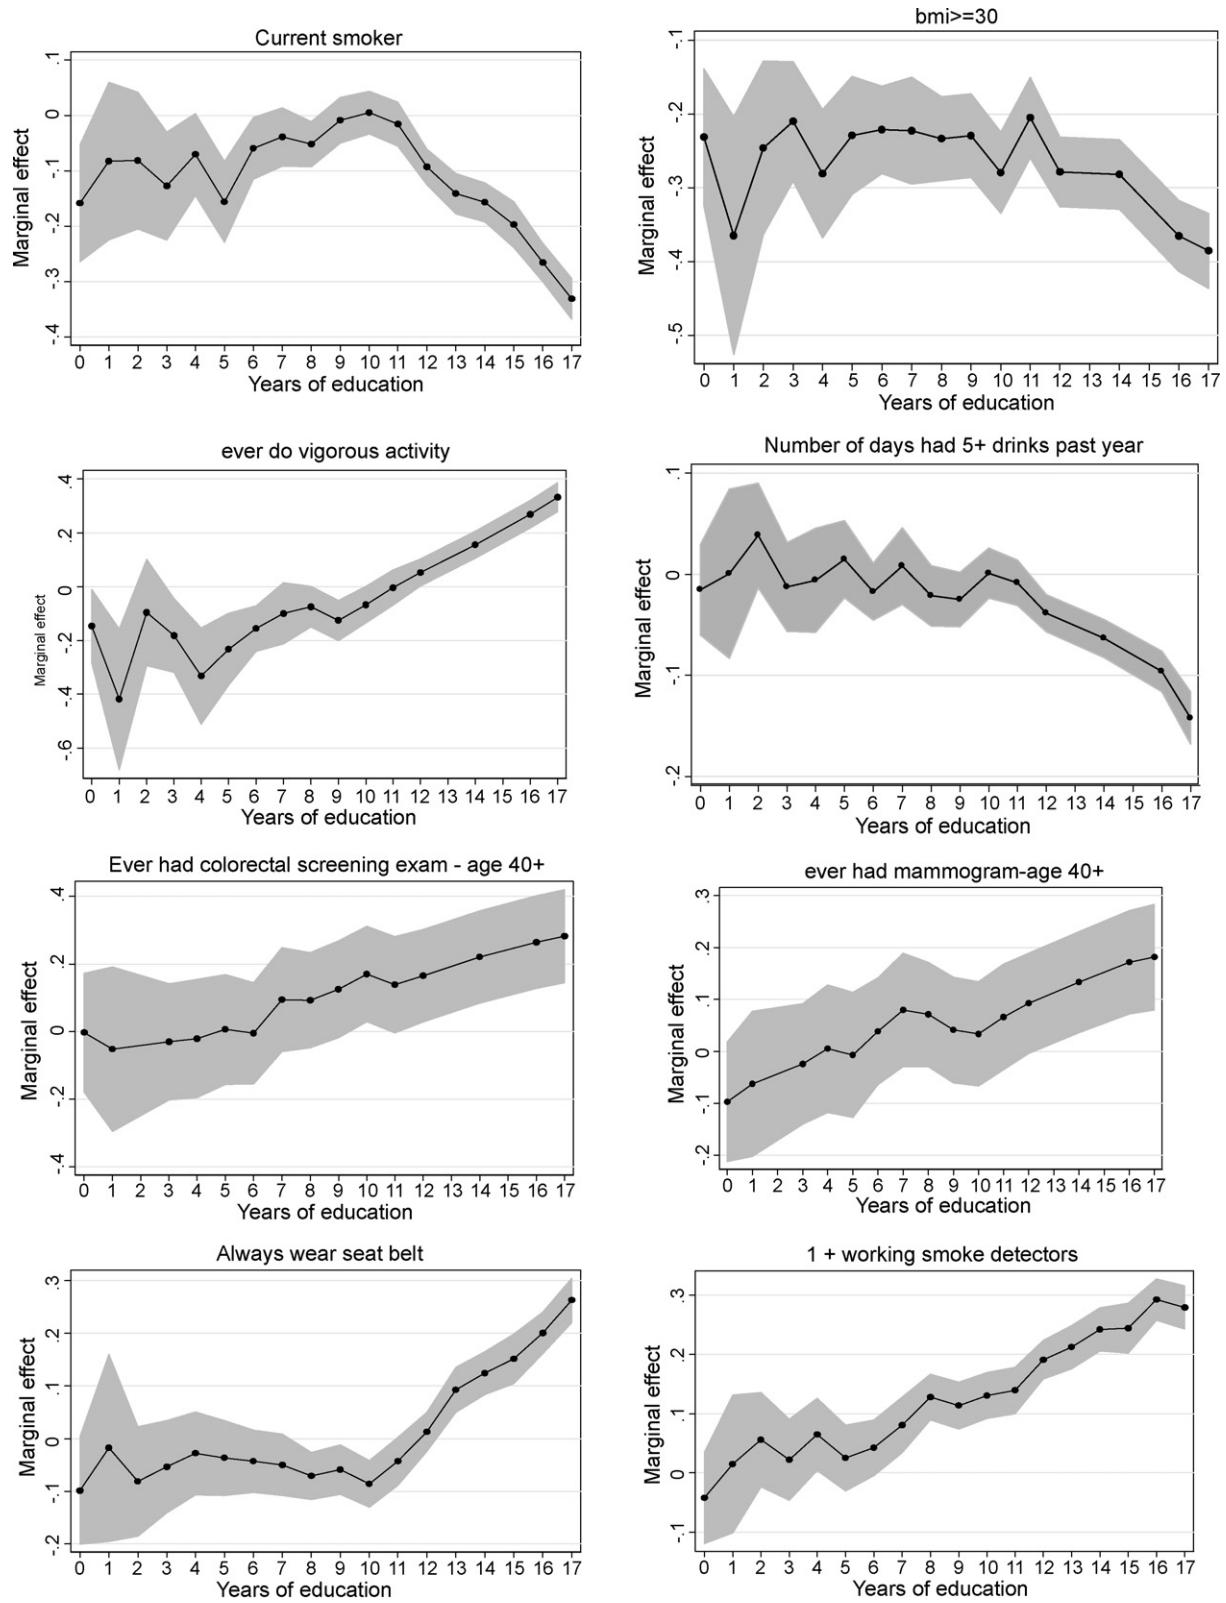 Current smoker
Marginal effect
.1
0
-.1
-.2
-.3
-.4
0 1 2 3 4 5 6 7 8 9 10 11 12 13 14 15 16 17
Years of education
bmi>=30
Marginal effect
-.1
-.2
-.3
-.4
-.5
0 1 2 3 4 5 6 7 8 9 10 11 12 13 14 15 16 17
Years of education
ever do vigorous activity
Marginal effect
.4
.2
0
-.2
-.4
-.6
0 1 2 3 4 5 6 7 8 9 10 11 12 13 14 15 16 17
Years of education
Number of days had 5+ drinks past year
Marginal effect
.1
0
-.1
-.2
0 1 2 3 4 5 6 7 8 9 10 11 12 13 14 15 16 17
Years of education
Ever had colorectal screening exam - age 40+
Marginal effect
.4
.2
0
-.2
-.4
0 1 2 3 4 5 6 7 8 9 10 11 12 13 14 15 16 17
Years of education
ever had mammogram-age 40+
Marginal effect
.3
.2
.1
0
-.1
-.2
0 1 2 3 4 5 6 7 8 9 10 11 12 13 14 15 16 17
Years of education
Always wear seat belt
Marginal effect
.3
.2
.1
0
-.1
-.2
0 1 2 3 4 5 6 7 8 9 10 11 12 13 14 15 16 17
Years of education
1 + working smoke detectors
Marginal effect
.3
.2
.1
0
-.1
0 1 2 3 4 5 6 7 8 9 10 11 12 13 14 15 16 17
Years of education